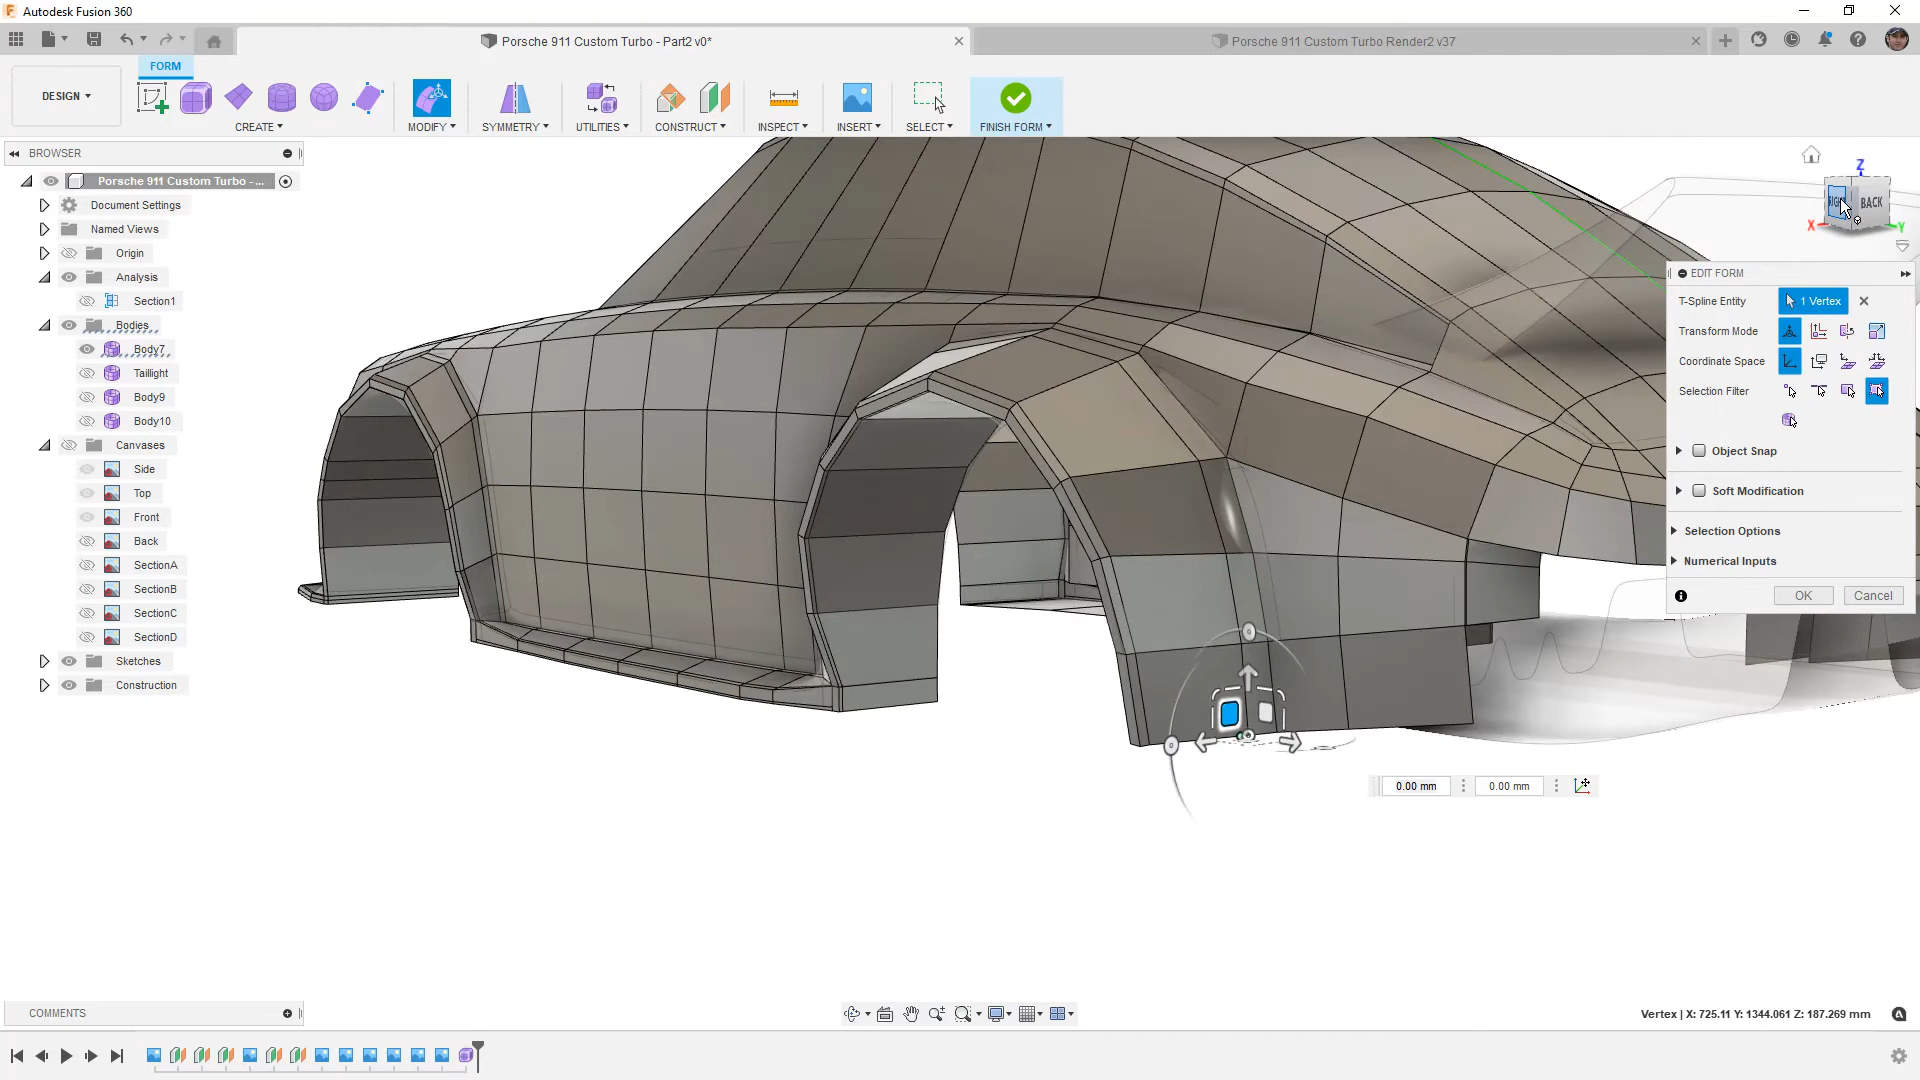 Autodesk Fusion 360
Porsche 911 Custom Turbo - Part2 v0*
Porsche 911 Custom Turbo Render2 v37
FORM
DESIGN
CREATE
MODIFY
SYMMETRY
UTILITIES
CONSTRUCT
INSPECT
INSERT
SELECT
FINISH FORM
BROWSER
Porsche 911 Custom Turbo - ...
Document Settings
Named Views
Origin
Analysis
Section1
Bodies
Body7
Taillight
Body9
Body10
Canvases
Side
Top
Front
Back
SectionA
SectionB
SectionC
SectionD
Sketches
Construction
Z
BACK
X
Y
EDIT FORM
T-Spline Entity
1 Vertex
Transform Mode
Coordinate Space
Selection Filter
Object Snap
Soft Modification
Selection Options
Numerical Inputs
OK
Cancel
0.00 mm
0.00 mm
COMMENTS
Vertex | X: 725.11 Y: 1344.061 Z: 187.269 mm